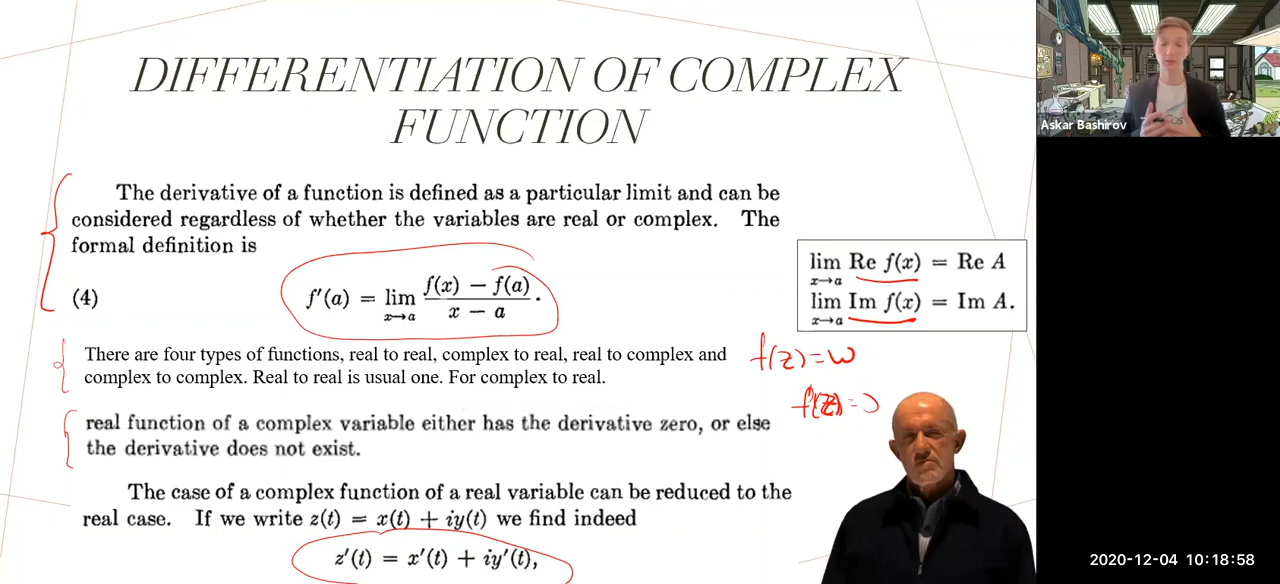 DIFFERENTIATION OF COMPLEX
FUNCTION
The derivative of a function is defined as a particular limit and can be
considered regardless of whether the variables are real or complex. The
formal definition is
(4) f'(a) = lim x→a (f(x) − f(a)) / (x − a).
lim x→a Re f(x) = Re A
lim x→a Im f(x) = Im A.
There are four types of functions, real to real, complex to real, real to complex and
complex to complex. Real to real is usual one. For complex to real.
f(z)=w
real function of a complex variable either has the derivative zero, or else
the derivative does not exist.
The case of a complex function of a real variable can be reduced to the
real case. If we write z(t) = x(t) + iy(t) we find indeed
z'(t) = x'(t) + iy'(t),
Askar Bashirov
2020-12-04 10:18:58